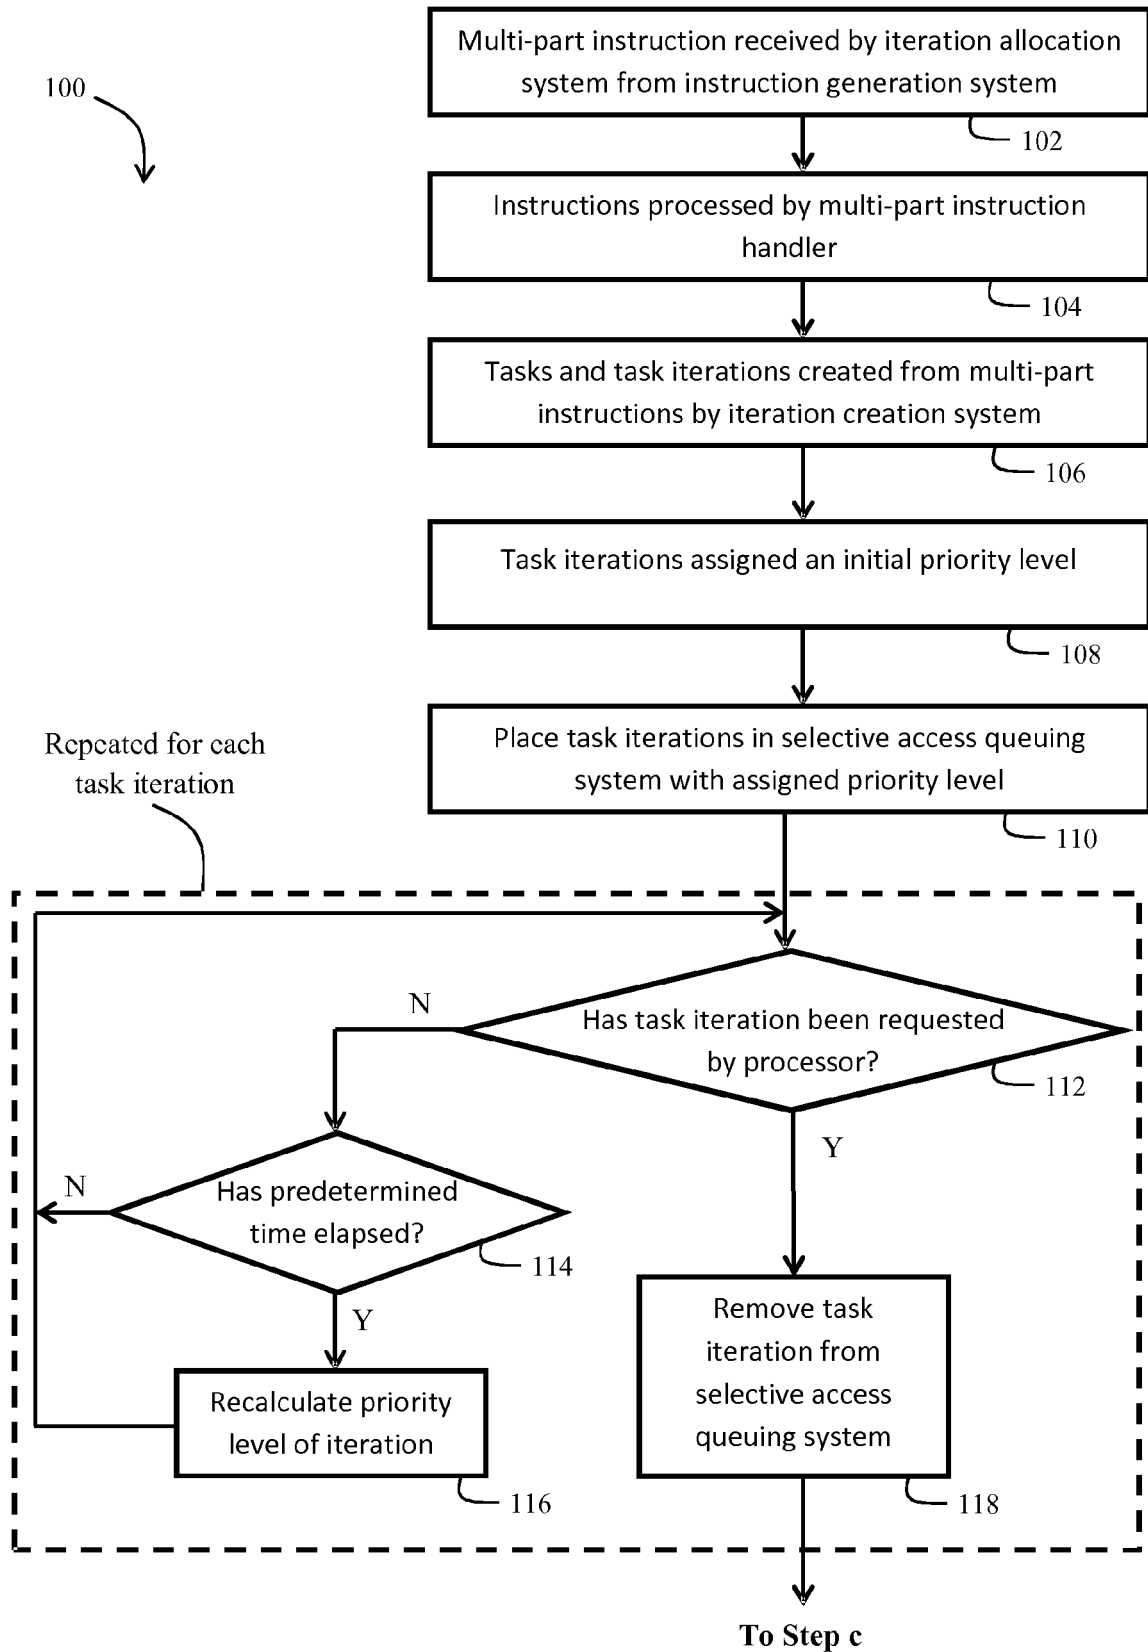 Multi-part instruction received by iteration allocation
system from instruction generation system
100
102
Instructions processed by multi-part instruction
handler
104
Tasks and task iterations created from multi-part
instructions by iteration creation system
106
Task iterations assigned an initial priority level
108
Place task iterations in selective access queuing
system with assigned priority level
110
Repeated for each
task iteration
Has task iteration been requested
by processor?
112
N
Y
Has predetermined
time elapsed?
114
N
Y
Recalculate priority
level of iteration
116
Remove task
iteration from
selective access
queuing system
118
To Step c